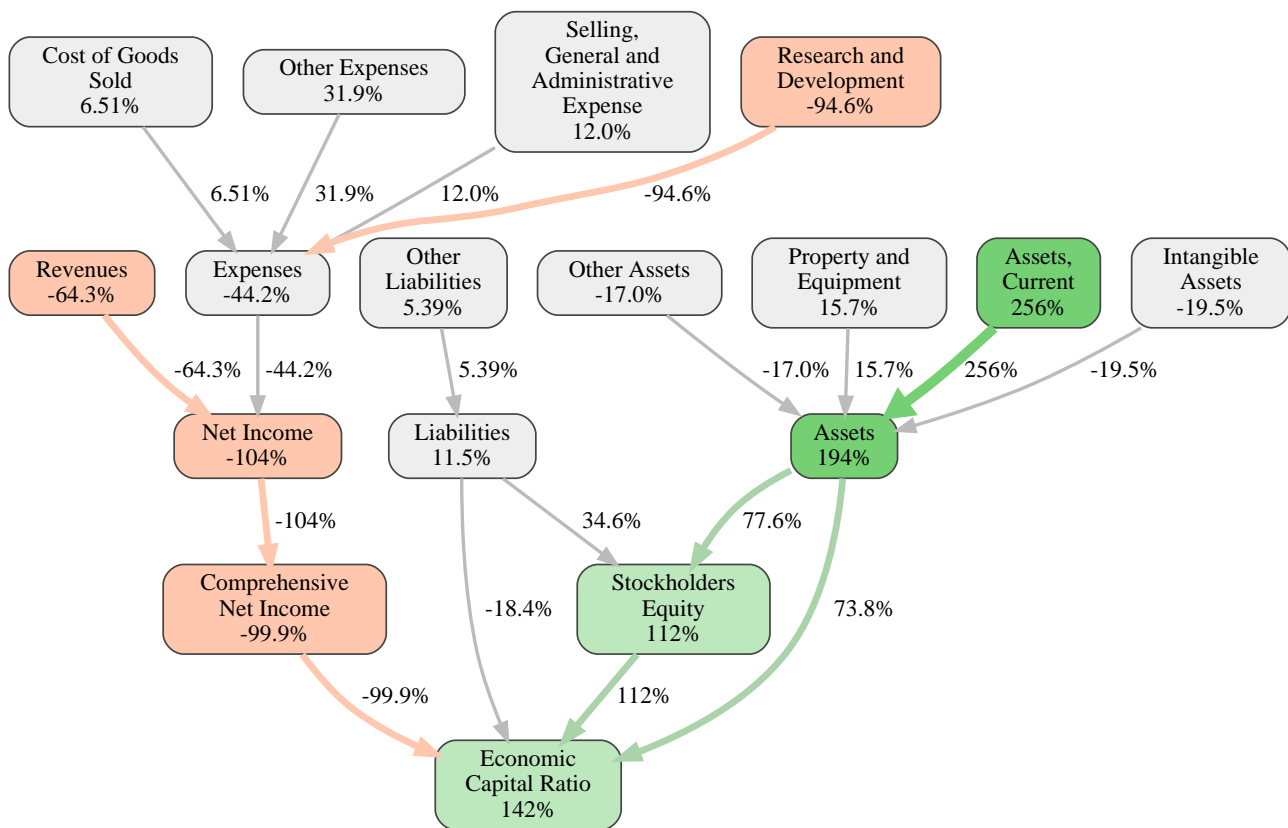 Cost of Goods
Sold
6.51%
Other Expenses
31.9%
Selling,
General and
Administrative
Expense
12.0%
Research and
Development
-94.6%
6.51%
31.9%
12.0%
-94.6%
Revenues
-64.3%
Expenses
-44.2%
Other
Liabilities
5.39%
Other Assets
-17.0%
Property and
Equipment
15.7%
Assets,
Current
256%
Intangible
Assets
-19.5%
-64.3%
-44.2%
5.39%
-17.0%
15.7%
256%
-19.5%
Net Income
-104%
Liabilities
11.5%
Assets
194%
-104%
34.6%
77.6%
Comprehensive
Net Income
-99.9%
-18.4%
Stockholders
Equity
112%
73.8%
-99.9%
112%
Economic
Capital Ratio
142%